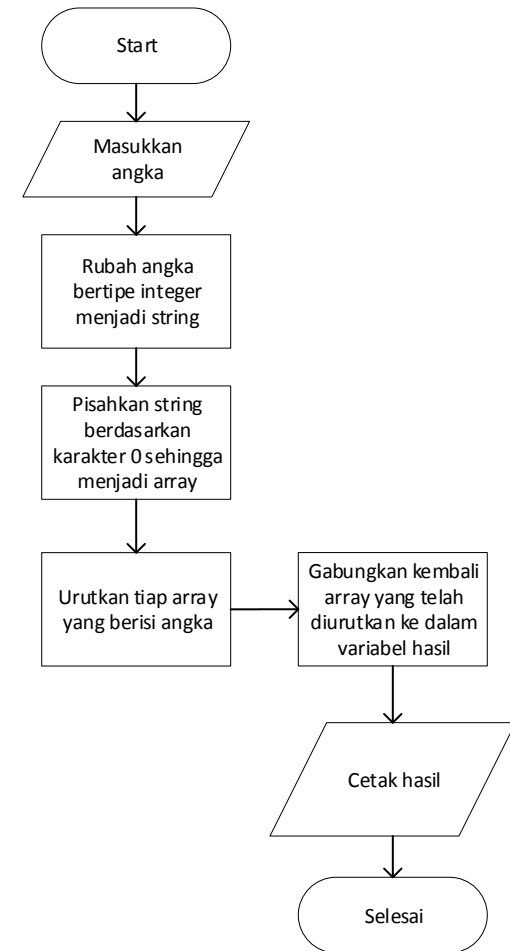 Start
Masukkan
angka
Rubah angka
bertipe integer
menjadi string
Pisahkan string
berdasarkan
karakter 0 sehingga
menjadi array
Urutkan tiap array
yang berisi angka
Gabungkan kembali
array yang telah
diurutkan ke dalam
variabel hasil
Cetak hasil
Selesai